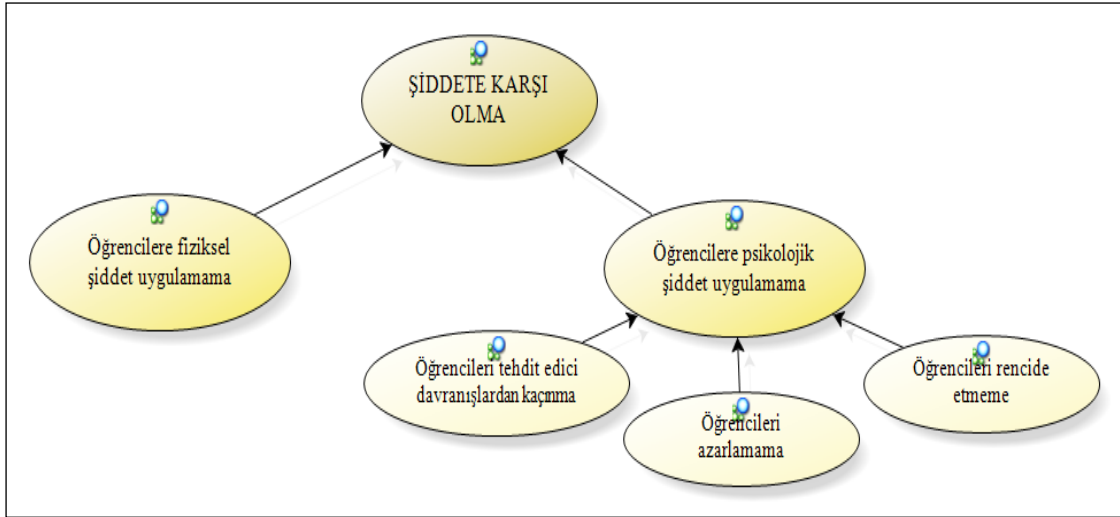 ŞİDDETE KARŞI
OLMA
Öğrencilere fiziksel
şiddet uygulamama
Öğrencilere psikolojik
şiddet uygulamama
Öğrencileri tehdit edici
davranışlardan kaçınma
Öğrencileri
azarlamama
Öğrencileri rencide
etmeme